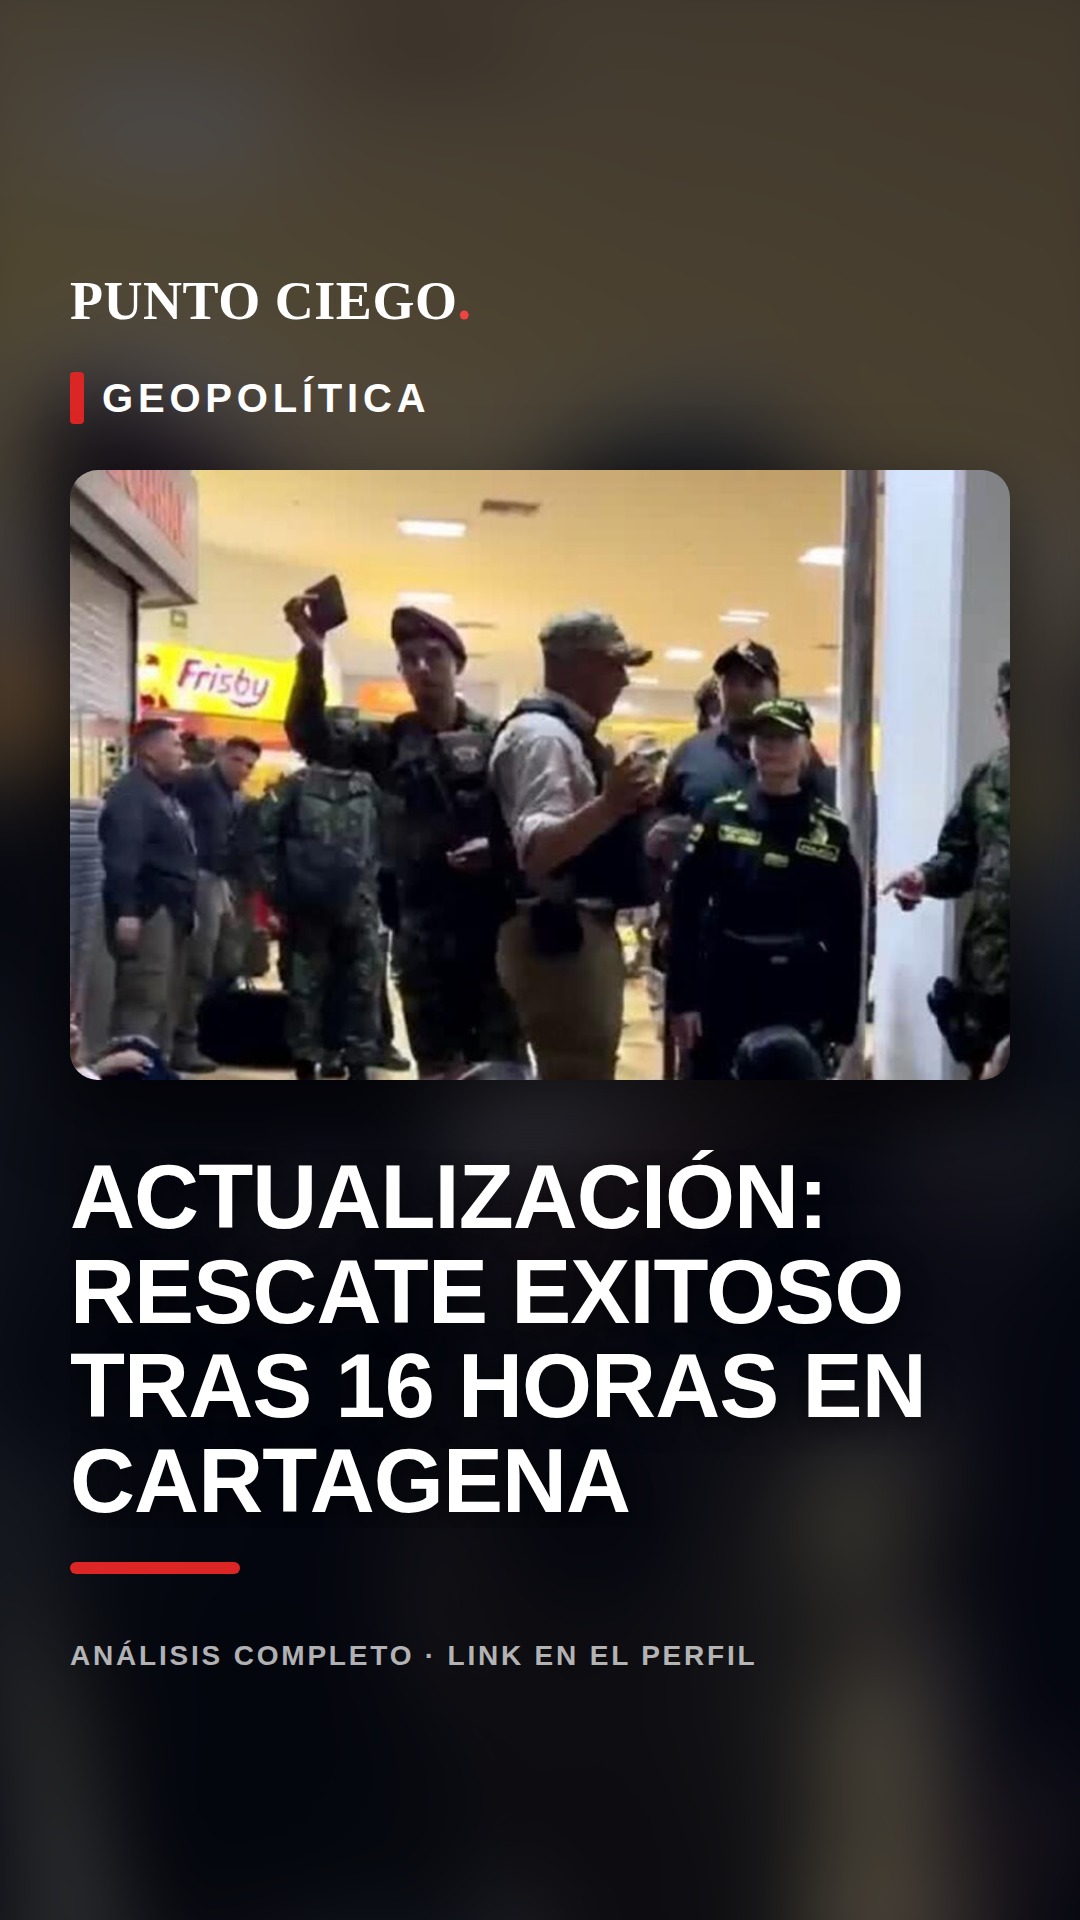 PUNTO CIEGO.
GEOPOLÍTICA
Frisby
ACTUALIZACIÓN:
RESCATE EXITOSO
TRAS 16 HORAS EN
CARTAGENA
ANÁLISIS COMPLETO · LINK EN EL PERFIL